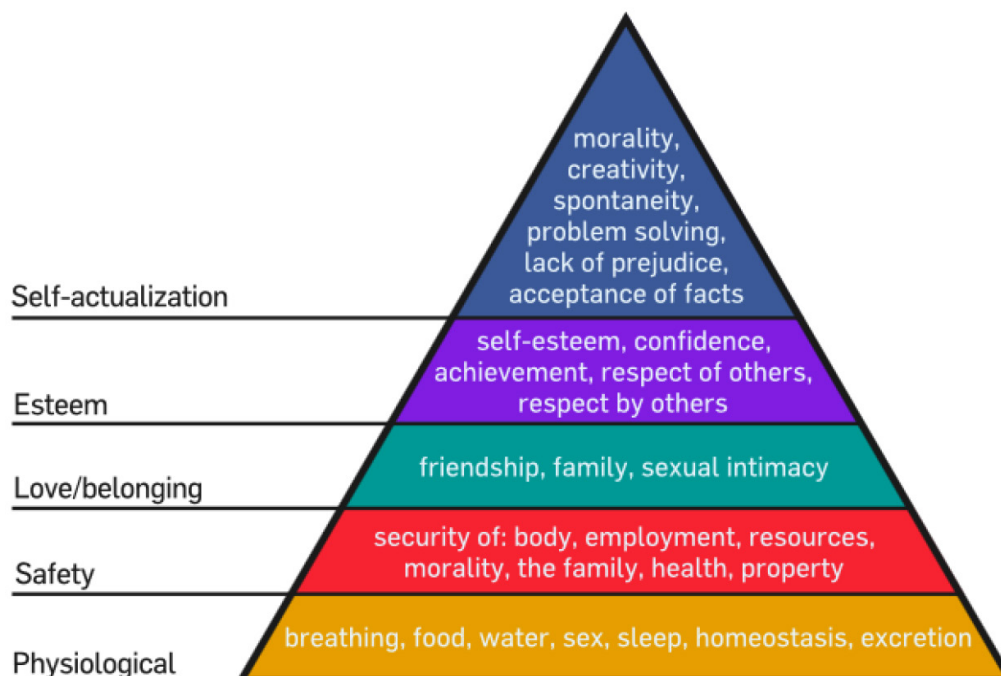 morality,
creativity,
spontaneity,
problem solving,
lack of prejudice,
acceptance of facts
Self-actualization
self-esteem, confidence,
achievement, respect of others,
respect by others
Esteem
friendship, family, sexual intimacy
Love/belonging
security of: body, employment, resources,
morality, the family, health, property
Safety
breathing, food, water, sex, sleep, homeostasis, excretion
Physiological